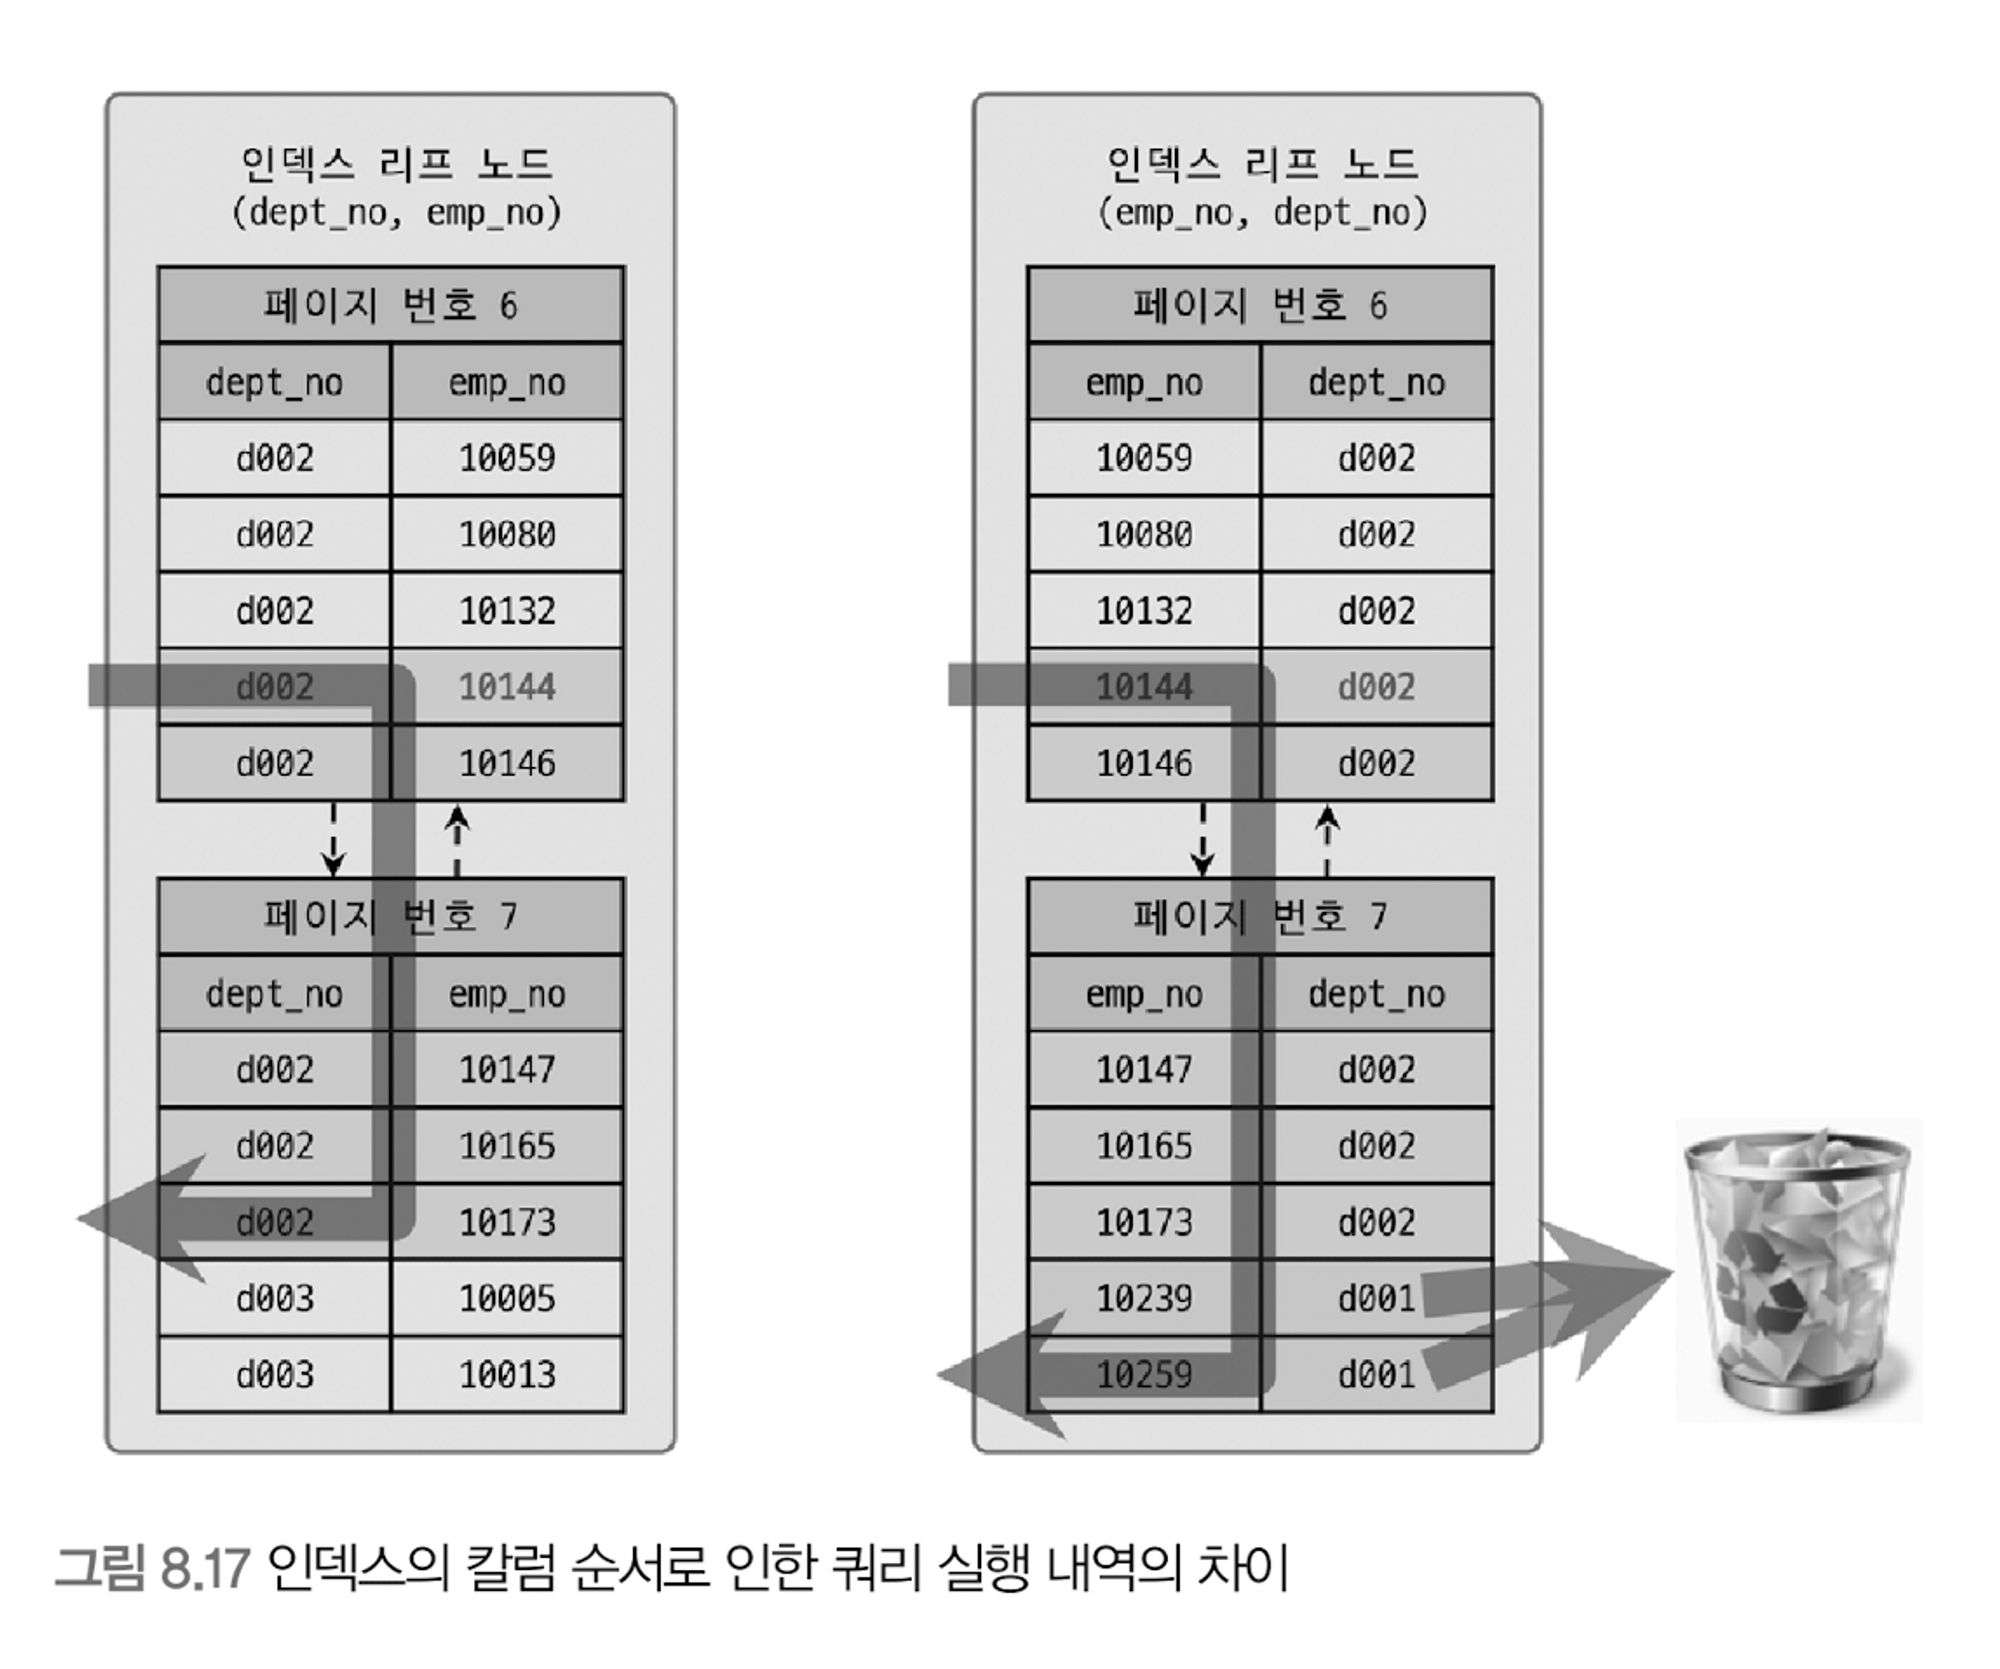 인덱스 리프 노드
(dept_no, emp_no)
페이지 번호 6
dept_no emp_no
d002 10059
d002 10080
d002 10132
d002 10144
d002 10146
페이지 번호 7
dept_no emp_no
d002 10147
d002 10165
d002 10173
d003 10005
d003 10013
인덱스 리프 노드
(emp_no, dept_no)
페이지 번호 6
emp_no dept_no
10059 d002
10080 d002
10132 d002
10144 d002
10146 d002
페이지 번호 7
emp_no dept_no
10147 d002
10165 d002
10173 d002
10239 d001
10259 d001
그림 8.17 인덱스의 칼럼 순서로 인한 쿼리 실행 내역의 차이